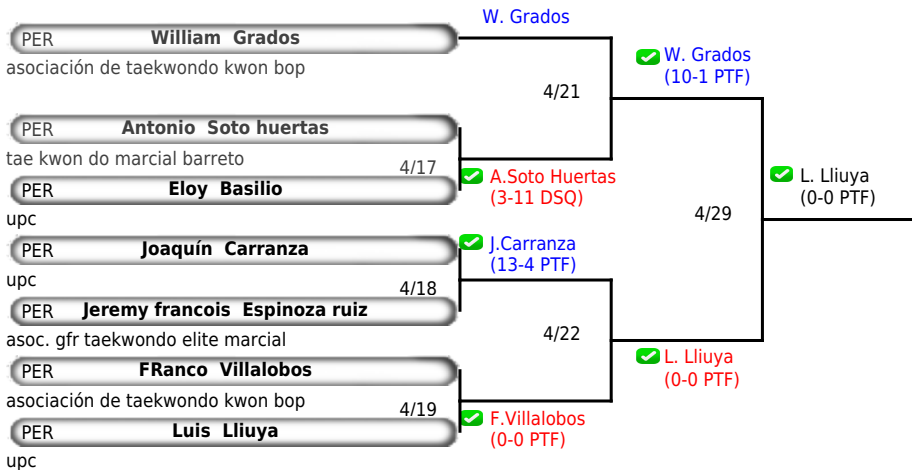 W. Grados
PER William Grados
asociación de taekwondo kwon bop
W. Grados
(10-1 PTF)
4/21
PER Antonio Soto huertas
tae kwon do marcial barreto
4/17
A.Soto Huertas
(3-11 DSQ)
PER Eloy Basilio
upc
L. Lliuya
(0-0 PTF)
4/29
PER Joaquín Carranza
upc
J.Carranza
(13-4 PTF)
4/18
PER Jeremy francois Espinoza ruiz
asoc. gfr taekwondo elite marcial
4/22
PER FRanco Villalobos
asociación de taekwondo kwon bop
L. Lliuya
(0-0 PTF)
4/19
F.Villalobos
(0-0 PTF)
PER Luis Lliuya
upc